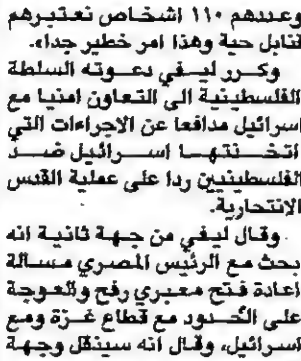 وعددهم ١١٠ اشخاص نعتبرهم
قنابل حية وهذا امر خطير جدا».
وكرر ليفي دعوته السلطة
الفلسطينية الى التعاون امنيا مع
اسرائيل مدافعا عن الاجراءات التي
اتخذتها اسرائيل ضد
الفلسطينيين ردا على عملية القدس
الانتحارية.
وقال ليفي من جهة ثانية انه
بحث مع الرئيس المصري مسالة
اعادة فتح معبري رفح والعوجة
على الحدود مع قطاع غزة ومع
اسرائيل، وقال انه سينقل وجهة